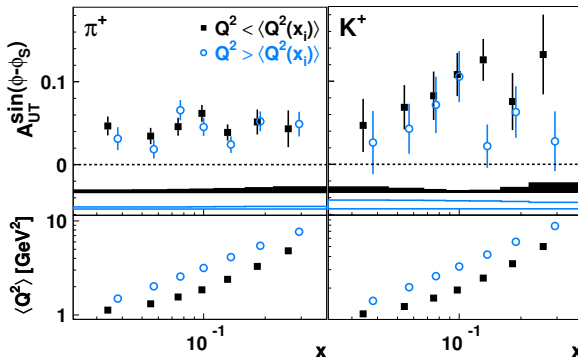 π+
K+
Q² < ⟨Q²(xᵢ)⟩
Q² > ⟨Q²(xᵢ)⟩
A_UT^sin(ϕ-ϕ_S)
0.1
0
⟨Q²⟩ [GeV²]
10
1
10⁻¹
10⁻¹
x
x